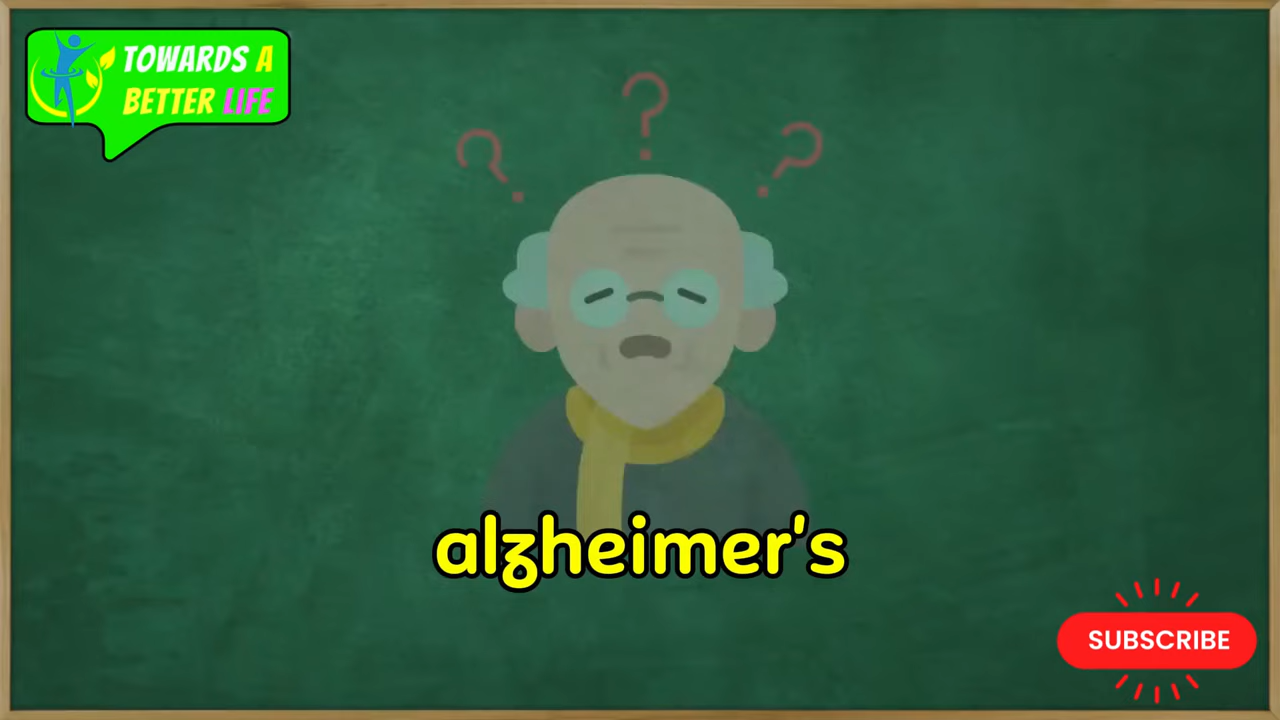 TOWARDS A
BETTER LIFE
? ? ?
alzheimer's
SUBSCRIBE